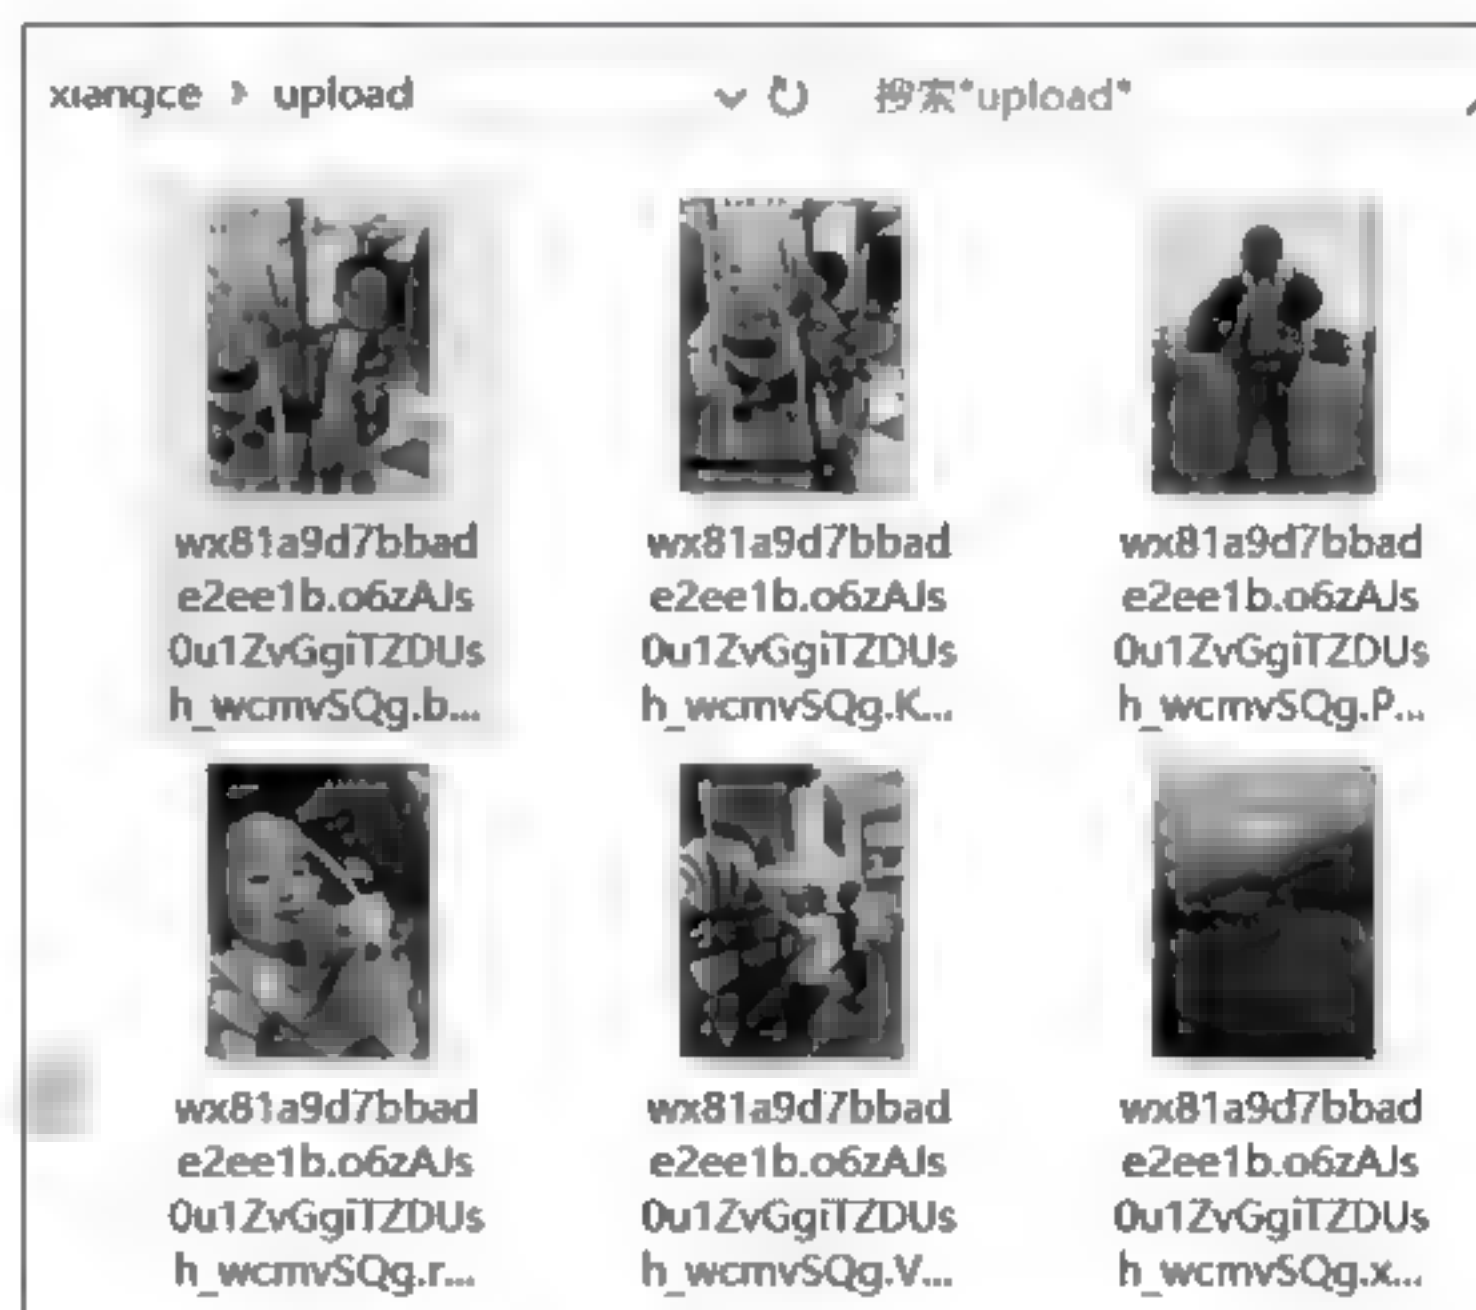 xiangce › upload
搜索"upload"
wx81a9d7bbad
e2ee1b.o6zAJs
0u1ZvGgiTZDUs
h_wcmvSQg.b...
wx81a9d7bbad
e2ee1b.o6zAJs
0u1ZvGgiTZDUs
h_wcmvSQg.K...
wx81a9d7bbad
e2ee1b.o6zAJs
0u1ZvGgiTZDUs
h_wcmvSQg.P...
wx81a9d7bbad
e2ee1b.o6zAJs
0u1ZvGgiTZDUs
h_wcmvSQg.r...
wx81a9d7bbad
e2ee1b.o6zAJs
0u1ZvGgiTZDUs
h_wcmvSQg.V...
wx81a9d7bbad
e2ee1b.o6zAJs
0u1ZvGgiTZDUs
h_wcmvSQg.x...